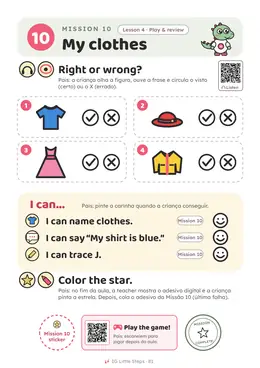 MISSION 10
Lesson 4 · Play & review
10
My clothes
Right or wrong?
Pais: a criança olha a figura, ouve a frase e circula o visto
(certo) ou o X (errado).
1
2
3
4
I can...
Pais: pinte a carinha quando a criança conseguir.
I can name clothes.
Mission 10
I can say "My shirt is blue."
Mission 10
I can trace J.
Mission 10
Color the star.
Pais: no fim da aula, a teacher mostra o adesivo digital e a criança
pinta a estrela. Depois, cola o adesivo da Missão 10 (última folha).
Mission 10
sticker
Play the game!
Pais: escaneiem para
jogar depois da aula.
MISSION
COMPLETE